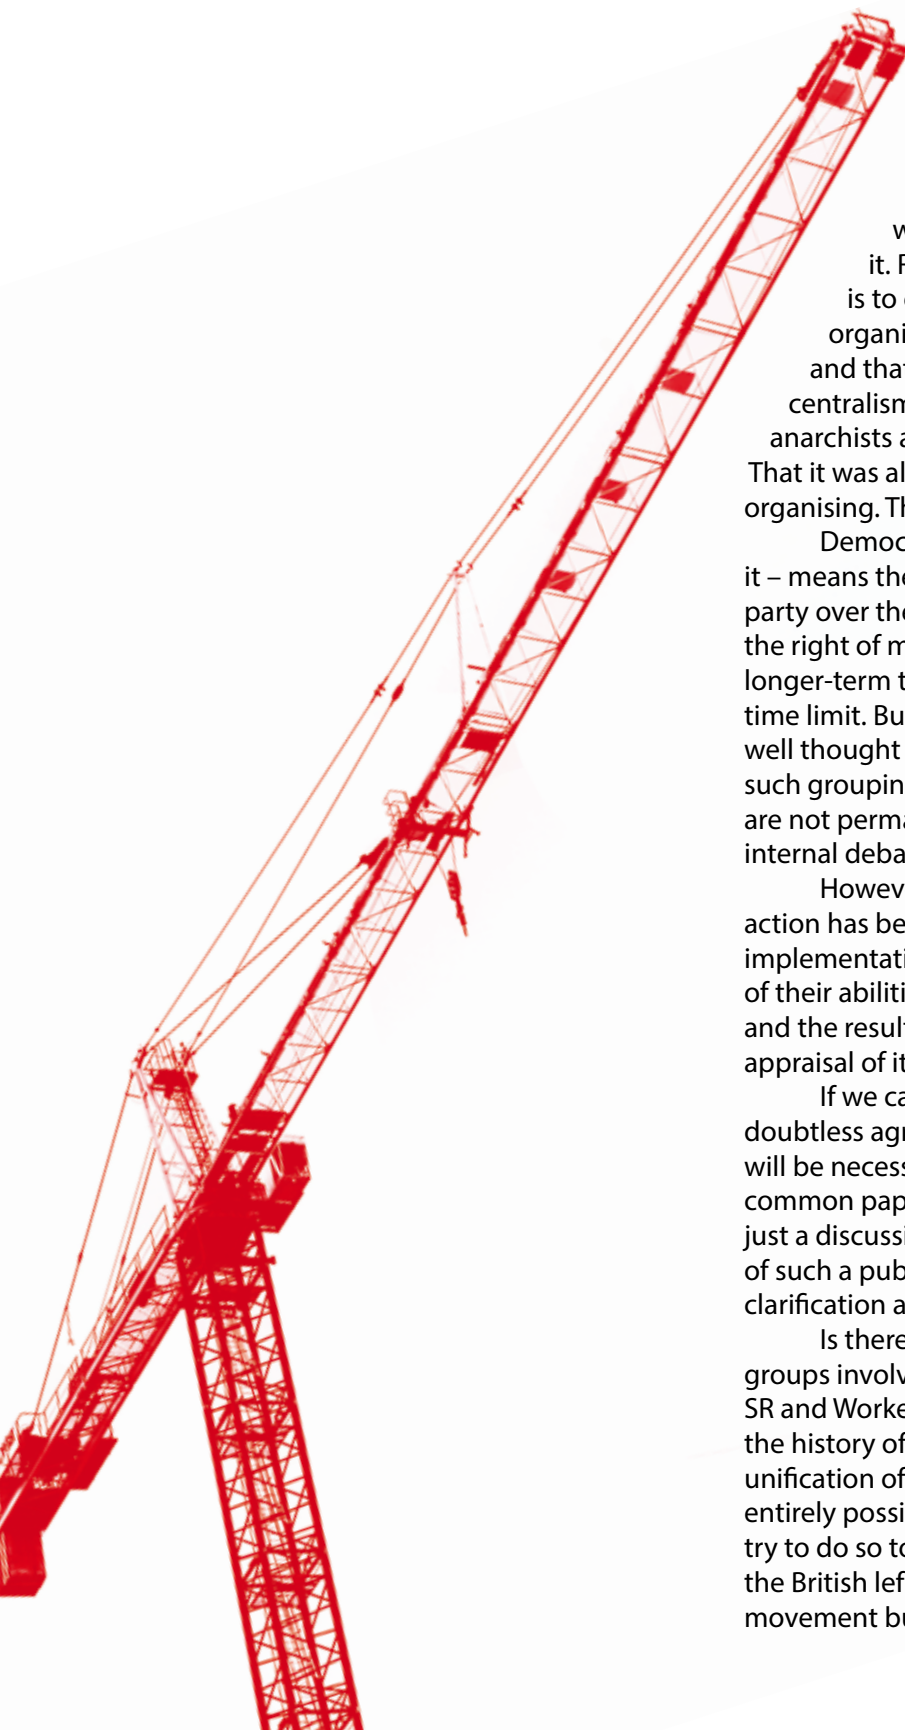 w
it. F
is to
organi
and that
centralism
anarchists a
That it was al
organising. Th
Democ
it – means the
party over the
the right of m
longer-term t
time limit. Bu
well thought
such groupin
are not perma
internal deba
Howev
action has be
implementati
of their abiliti
and the result
appraisal of it
If we ca
doubtless agr
will be necess
common pap
just a discussi
of such a pub
clarification a
Is there
groups involv
SR and Worke
the history of
unification of
entirely possi
try to do so to
the British lef
movement bu